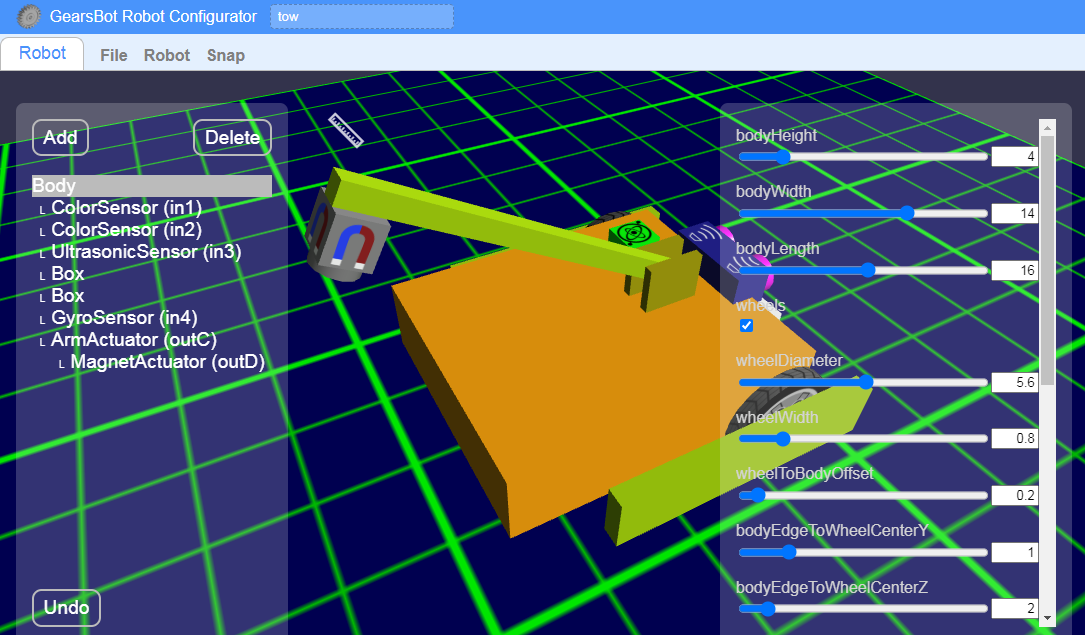 GearsBot Robot Configurator
tow
Robot
File
Robot
Snap
Add
Delete
Body
ColorSensor (in1)
ColorSensor (in2)
UltrasonicSensor (in3)
Box
Box
GyroSensor (in4)
ArmActuator (outC)
MagnetActuator (outD)
Undo
bodyHeight
4
bodyWidth
14
bodyLength
16
wheels
wheelDiameter
5.6
wheelWidth
0.8
wheelToBodyOffset
0.2
bodyEdgeToWheelCenterY
1
bodyEdgeToWheelCenterZ
2